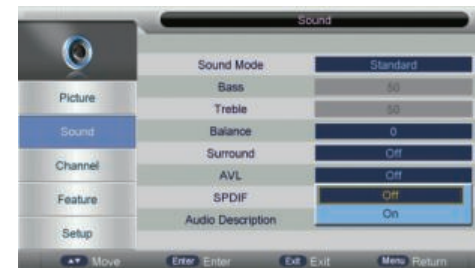 Sound
Sound Mode Standard
Bass 50
Picture
Treble 50
Sound
Balance 0
Surround Off
Channel
AVL Off
Feature
SPDIF Off
On
Audio Description
Setup
Move Enter Enter Exit Exit Menu Return